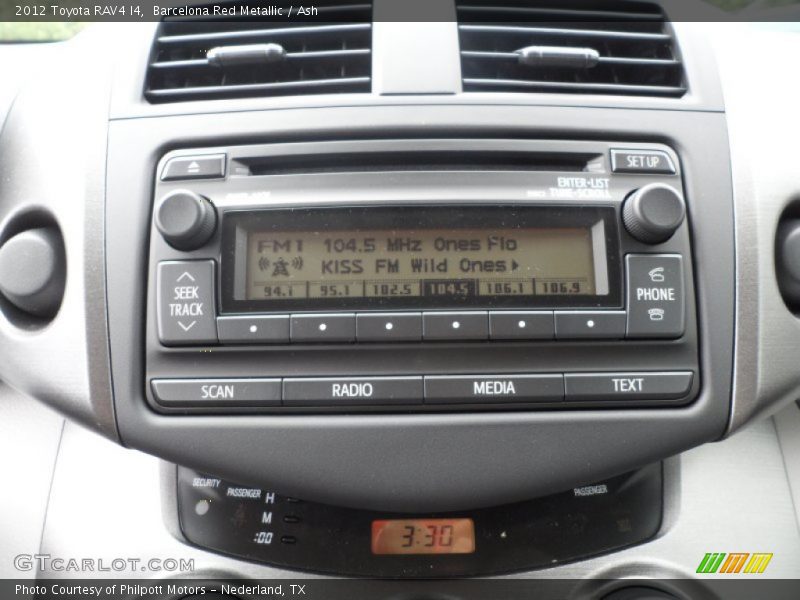 2012 Toyota RAV4 I4, Barcelona Red Metallic / Ash
SETUP
ENTER•LIST
TUNE•SCROLL
FM1 104.5 MHz Ones Flo
KISS FM Wild Ones
94.1 95.1 102.5 104.5 106.1 106.9
SEEK
TRACK
PHONE
SCAN RADIO MEDIA TEXT
SECURITY
PASSENGER
PASSENGER
H
M
:00
3:30
GTCarLot.com
Photo Courtesy of Philpott Motors - Nederland, TX